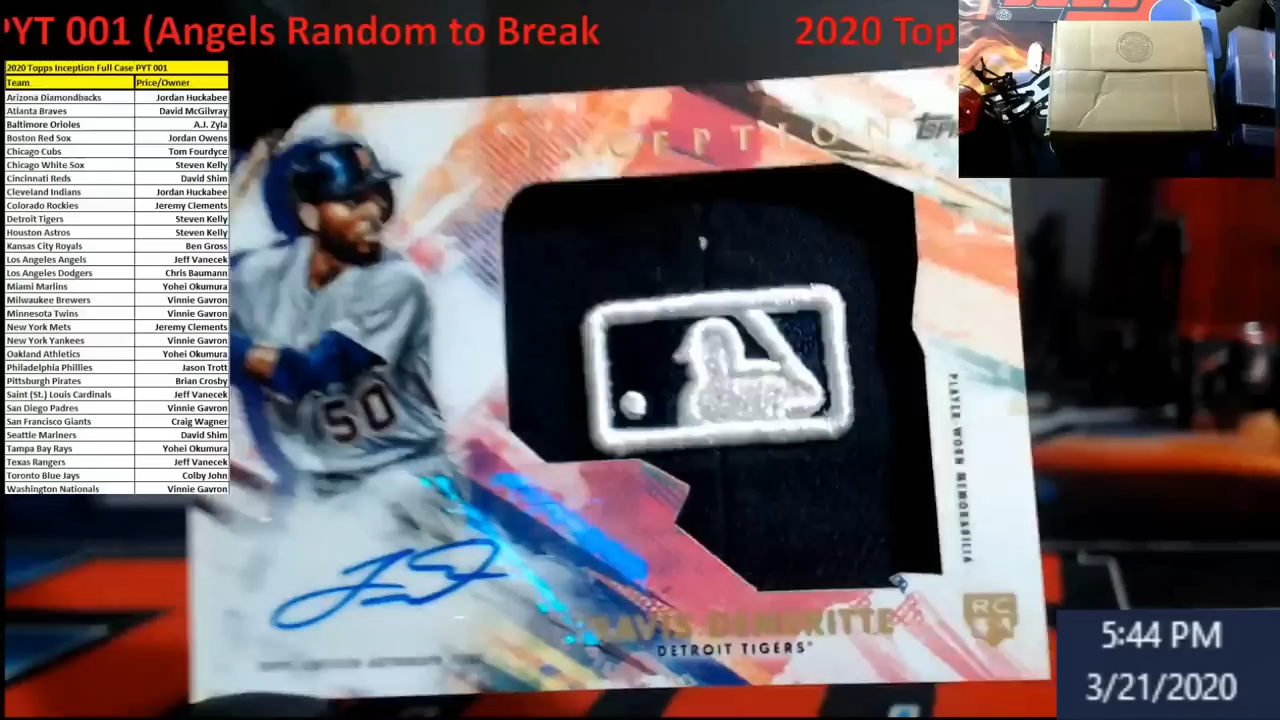 PYT 001 (Angels Random to Break
2020 Top
2020 Topps Inception Full Case PYT 001
Team Price/Owner
Arizona Diamondbacks Jordan Huckabee
Atlanta Braves David McGilvray
Baltimore Orioles A.J. Zyla
Boston Red Sox Jordan Owens
Chicago Cubs Tom Fourdyce
Chicago White Sox Steven Kelly
Cincinnati Reds David Shim
Cleveland Indians Jordan Huckabee
Colorado Rockies Jeremy Clements
Detroit Tigers Steven Kelly
Houston Astros Steven Kelly
Kansas City Royals Ben Gross
Los Angeles Angels Jeff Vanecek
Los Angeles Dodgers Chris Baumann
Miami Marlins Yohei Okumura
Milwaukee Brewers Vinnie Gavron
Minnesota Twins Vinnie Gavron
New York Mets Jeremy Clements
New York Yankees Vinnie Gavron
Oakland Athletics Yohei Okumura
Philadelphia Phillies Jason Trott
Pittsburgh Pirates Brian Crosby
Saint (St.) Louis Cardinals Jeff Vanecek
San Diego Padres Vinnie Gavron
San Francisco Giants Craig Wagner
Seattle Mariners David Shim
Tampa Bay Rays Yohei Okumura
Texas Rangers Jeff Vanecek
Toronto Blue Jays Colby John
Washington Nationals Vinnie Gavron
INCEPTION
Topps
50
PLAYER-WORN MEMORABILIA
TRAVIS DEMERITTE
DETROIT TIGERS®
RC
5:44 PM
3/21/2020